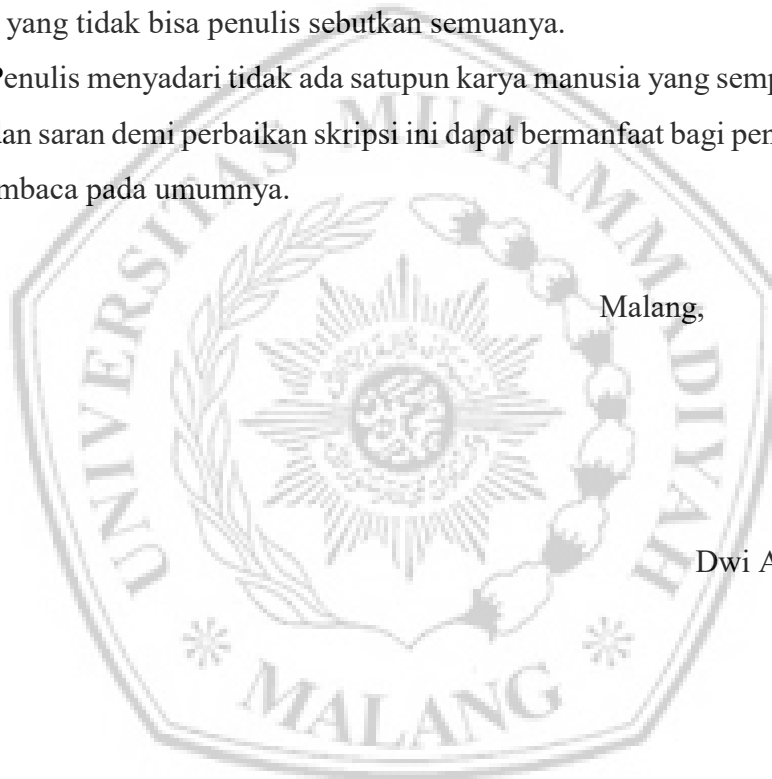 yang tidak bisa penulis sebutkan semuanya.
Penulis menyadari tidak ada satupun karya manusia yang semp
dan saran demi perbaikan skripsi ini dapat bermanfaat bagi pen
mbaca pada umumnya.
Malang,
Dwi A
UNIVERSITAS MUHAMMADIYAH
MALANG